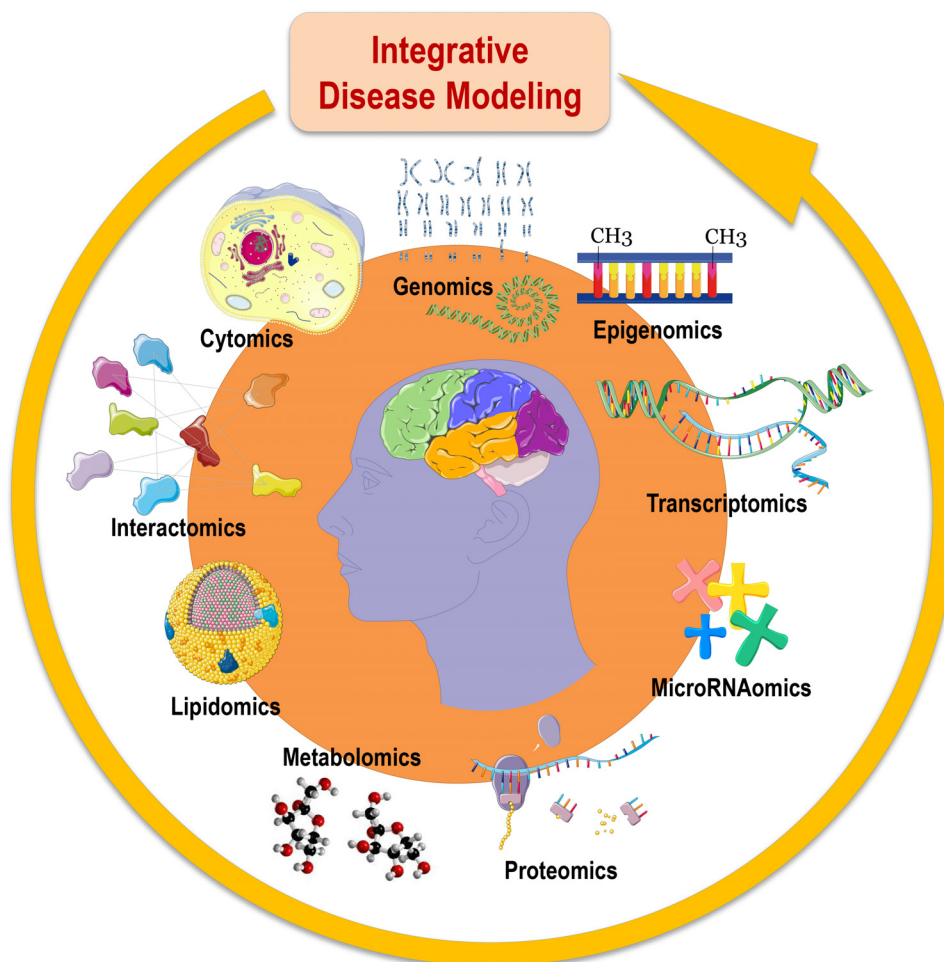 Integrative
Disease Modeling
Genomics
CH3 CH3
Epigenomics
Cytomics
Transcriptomics
Interactomics
MicroRNAomics
Lipidomics
Metabolomics
Proteomics